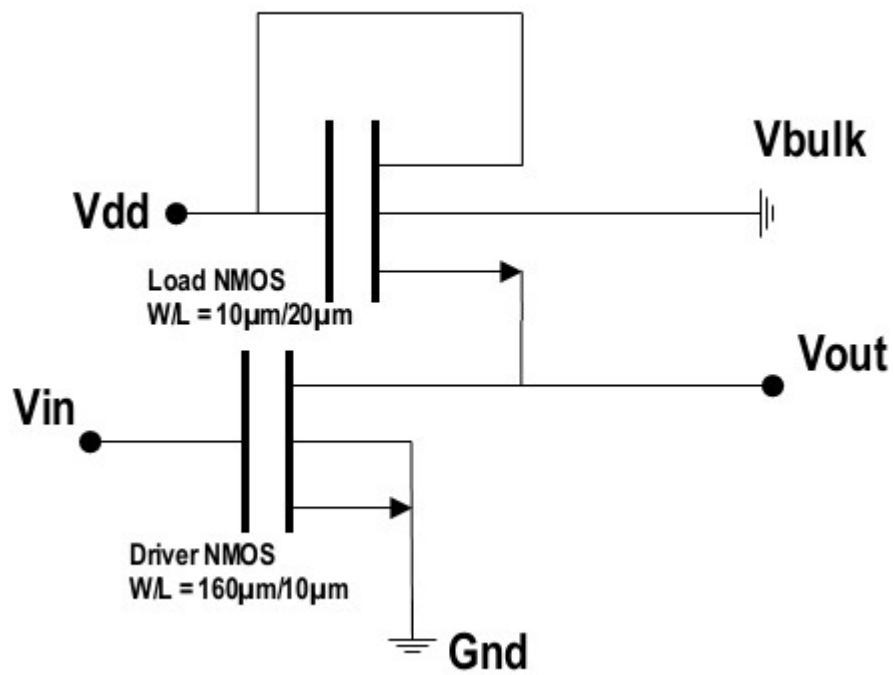 Vbulk
Vdd
Load NMOS
W/L = 10µm/20µm
Vout
Vin
Driver NMOS
W/L = 160µm/10µm
Gnd